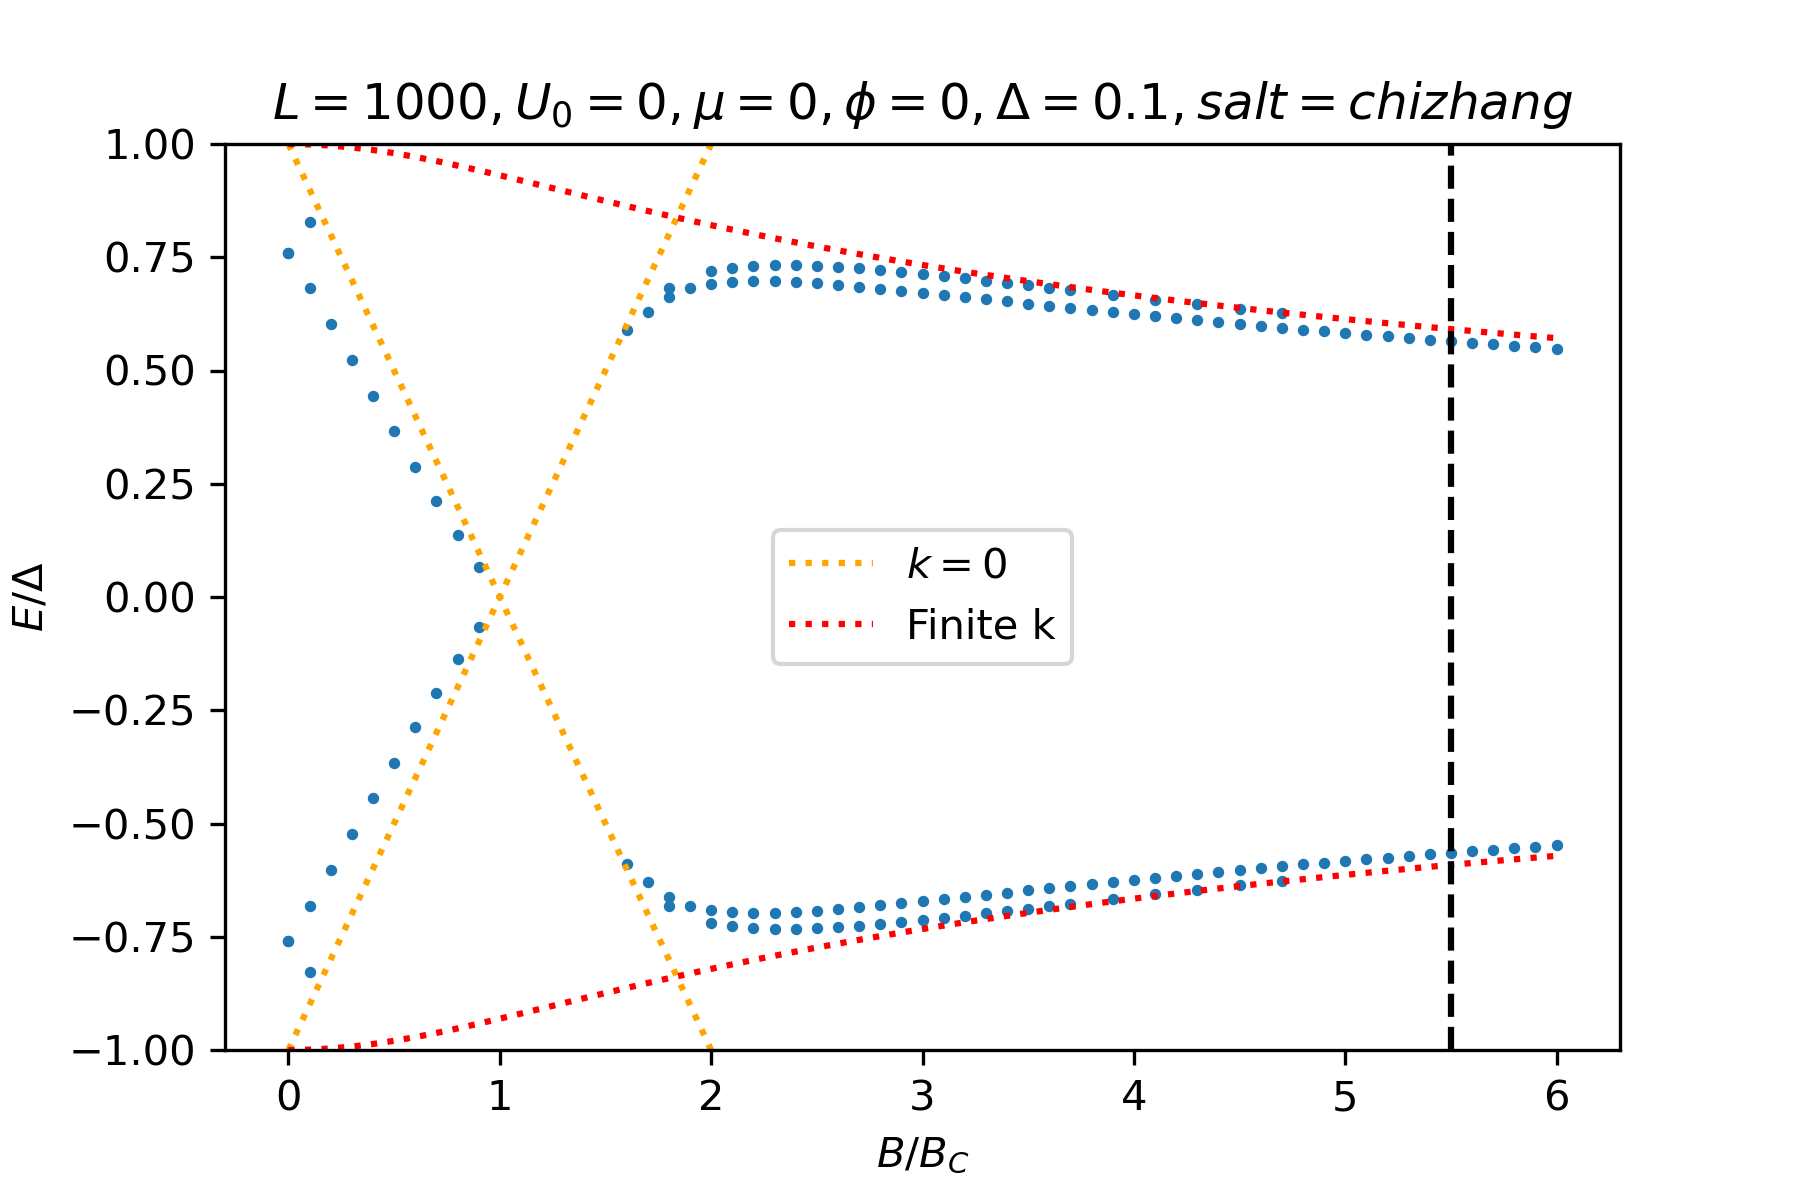 L = 1000, U₀ = 0, μ = 0, ϕ = 0, Δ = 0.1, salt = chizhang
1.00
0.75
0.50
0.25
0.00
−0.25
−0.50
−0.75
−1.00
E/Δ
k = 0
Finite k
0 1 2 3 4 5 6
B/B_C